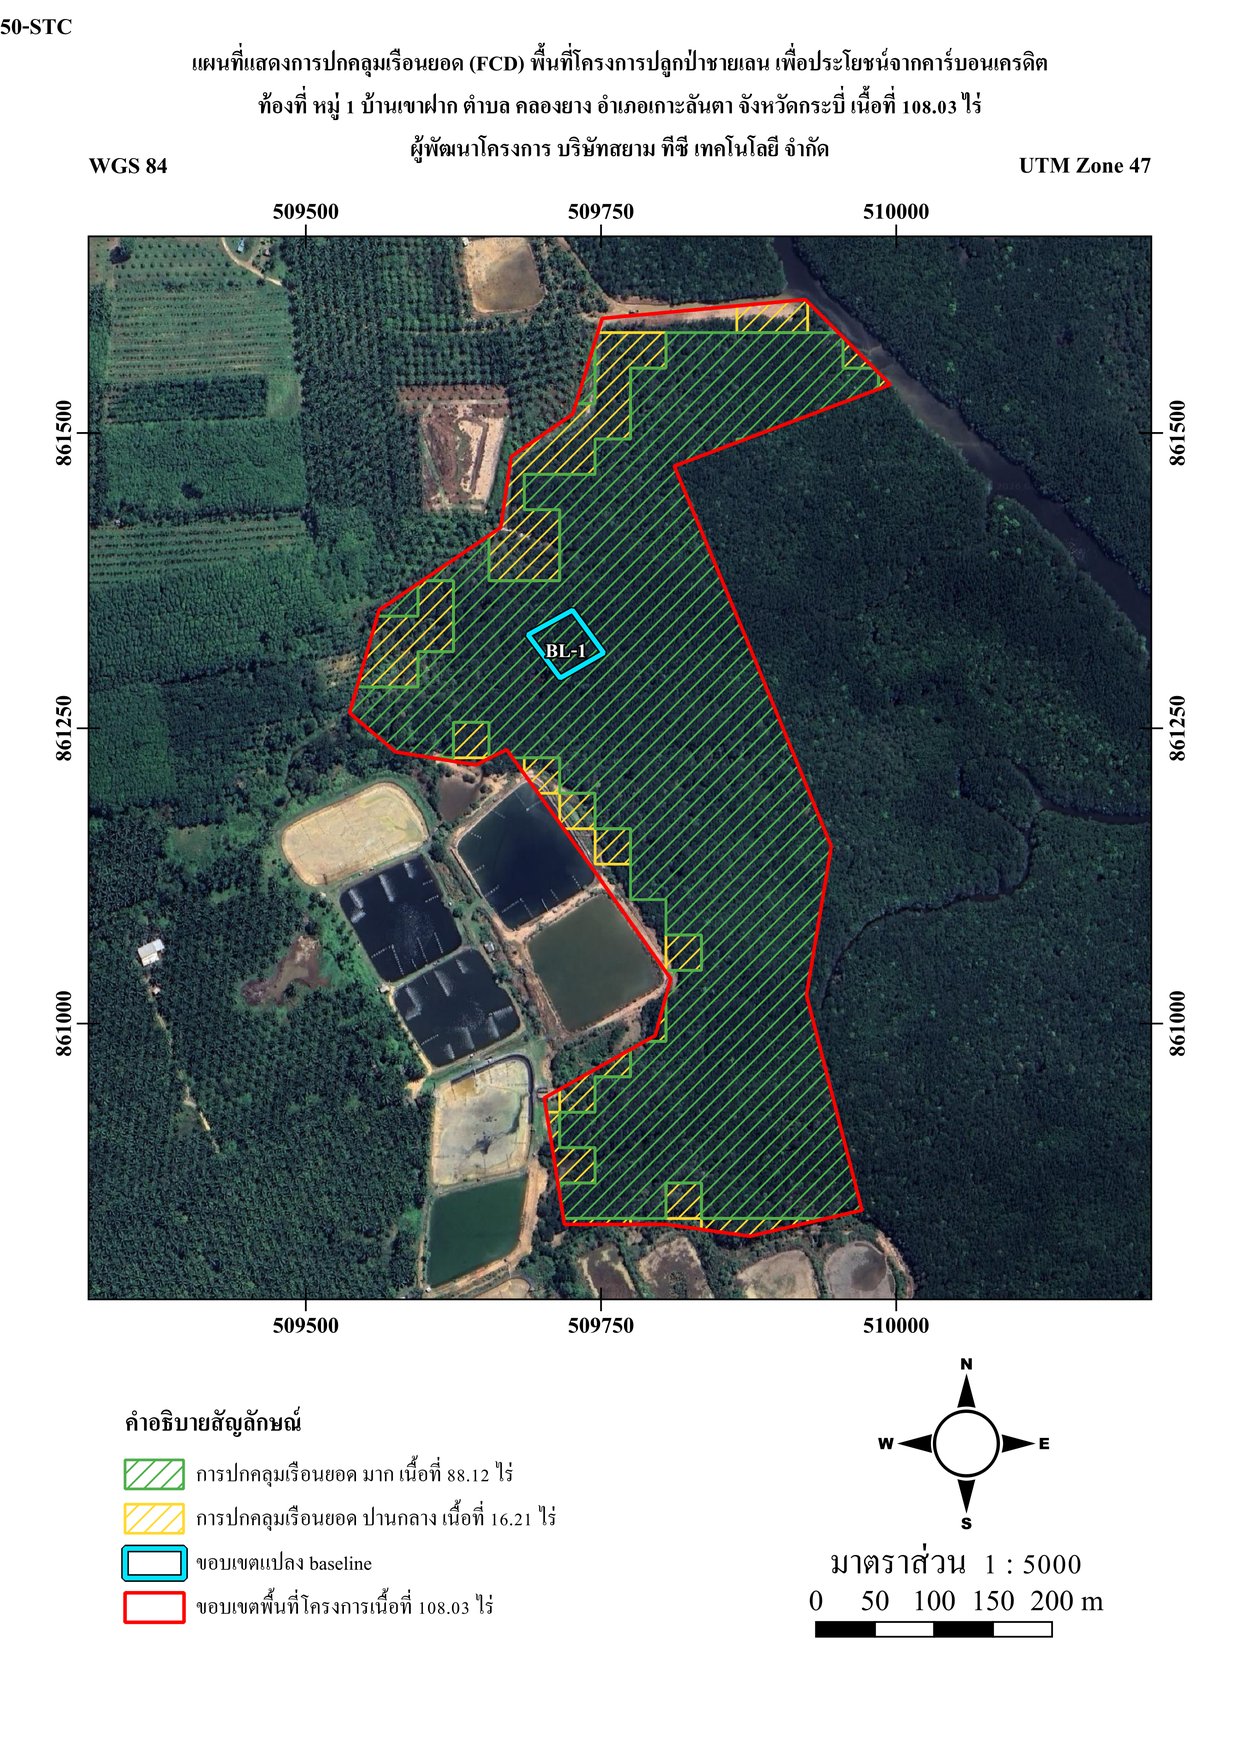 50-STC
แผนที่แสดงการปกคลุมเรือนยอด (FCD) พื้นที่โครงการปลูกป่าชายเลน เพื่อประโยชน์จากคาร์บอนเครดิต
ท้องที่ หมู่ 1 บ้านเขาฝาก ตำบล คลองยาง อำเภอเกาะลันตา จังหวัดกระบี่ เนื้อที่ 108.03 ไร่
ผู้พัฒนาโครงการ บริษัทสยาม ทีซี เทคโนโลยี จำกัด
WGS 84 UTM Zone 47
509500 509750 510000
861500 861500
BL-1
861250 861250
861000 861000
509500 509750 510000
คำอธิบายสัญลักษณ์
การปกคลุมเรือนยอด มาก เนื้อที่ 88.12 ไร่
การปกคลุมเรือนยอด ปานกลาง เนื้อที่ 16.21 ไร่
ขอบเขตแปลง baseline
ขอบเขตพื้นที่โครงการเนื้อที่ 108.03 ไร่
N
W E
S
มาตราส่วน 1 : 5000
0 50 100 150 200 m